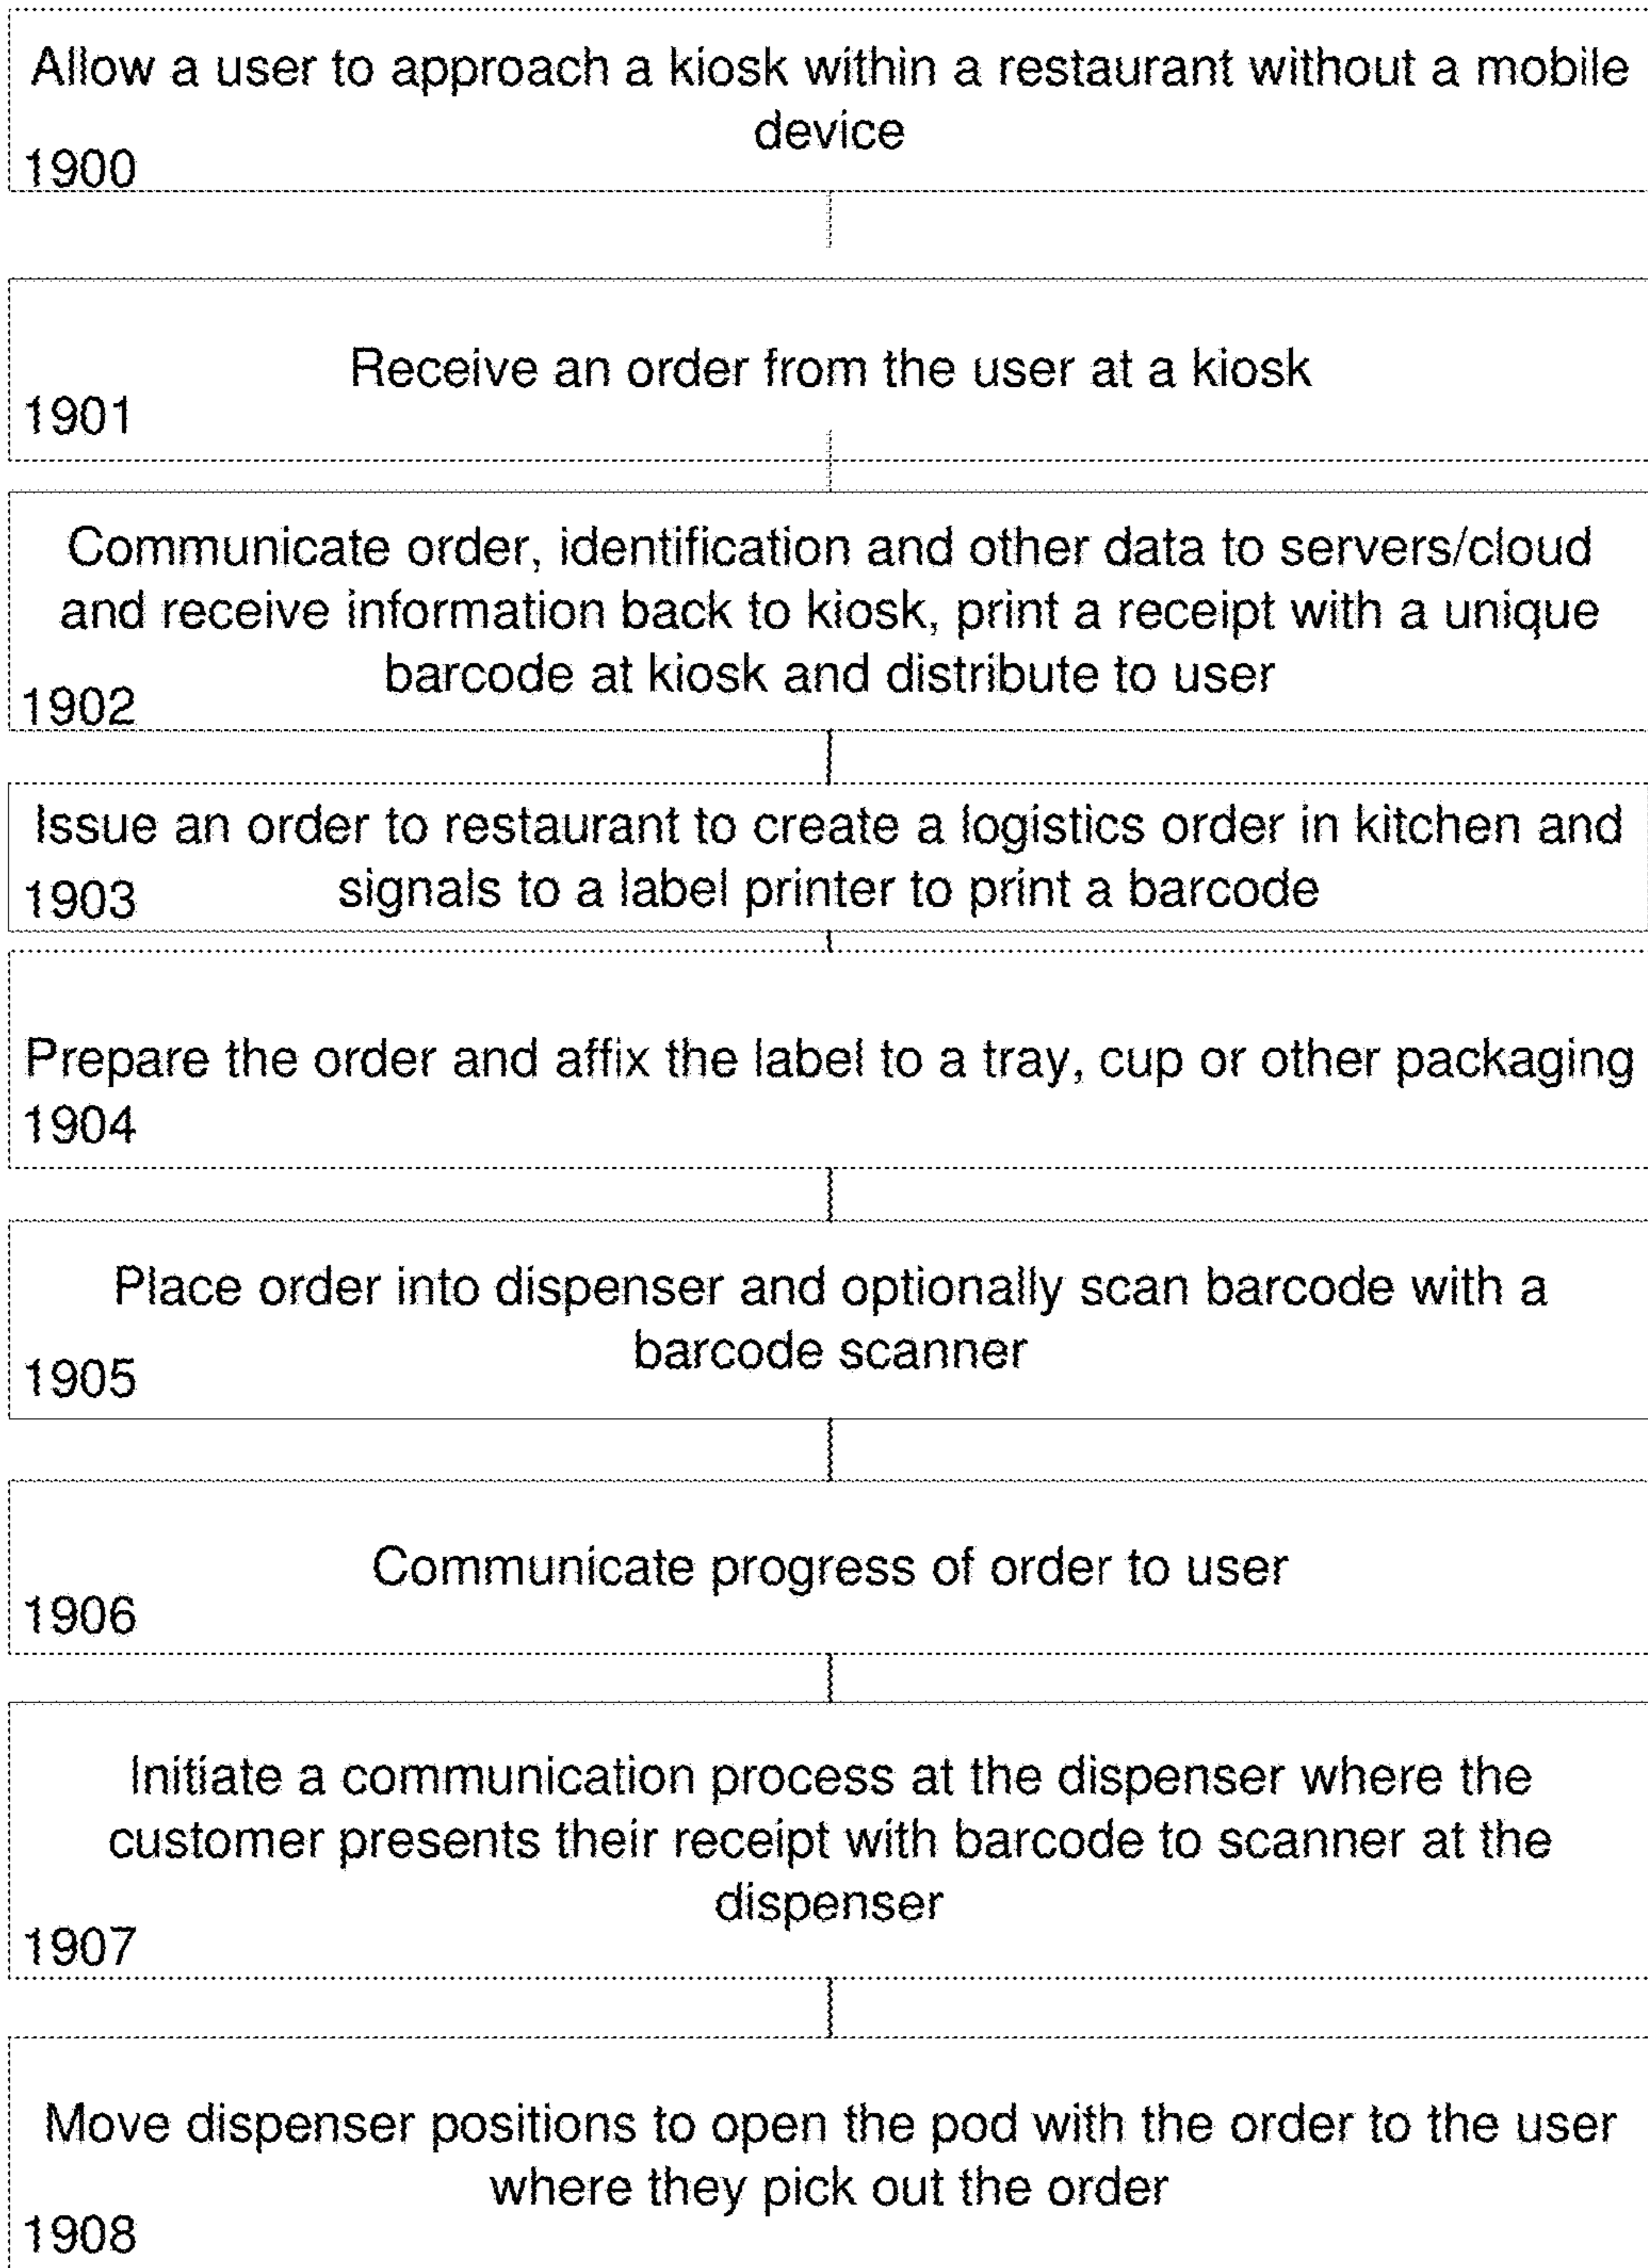 Allow a user to approach a kiosk within a restaurant without a mobile
device
1900
Receive an order from the user at a kiosk
1901
Communicate order, identification and other data to servers/cloud
and receive information back to kiosk, print a receipt with a unique
barcode at kiosk and distribute to user
1902
Issue an order to restaurant to create a logistics order in kitchen and
signals to a label printer to print a barcode
1903
Prepare the order and affix the label to a tray, cup or other packaging
1904
Place order into dispenser and optionally scan barcode with a
barcode scanner
1905
Communicate progress of order to user
1906
Initiate a communication process at the dispenser where the
customer presents their receipt with barcode to scanner at the
dispenser
1907
Move dispenser positions to open the pod with the order to the user
where they pick out the order
1908